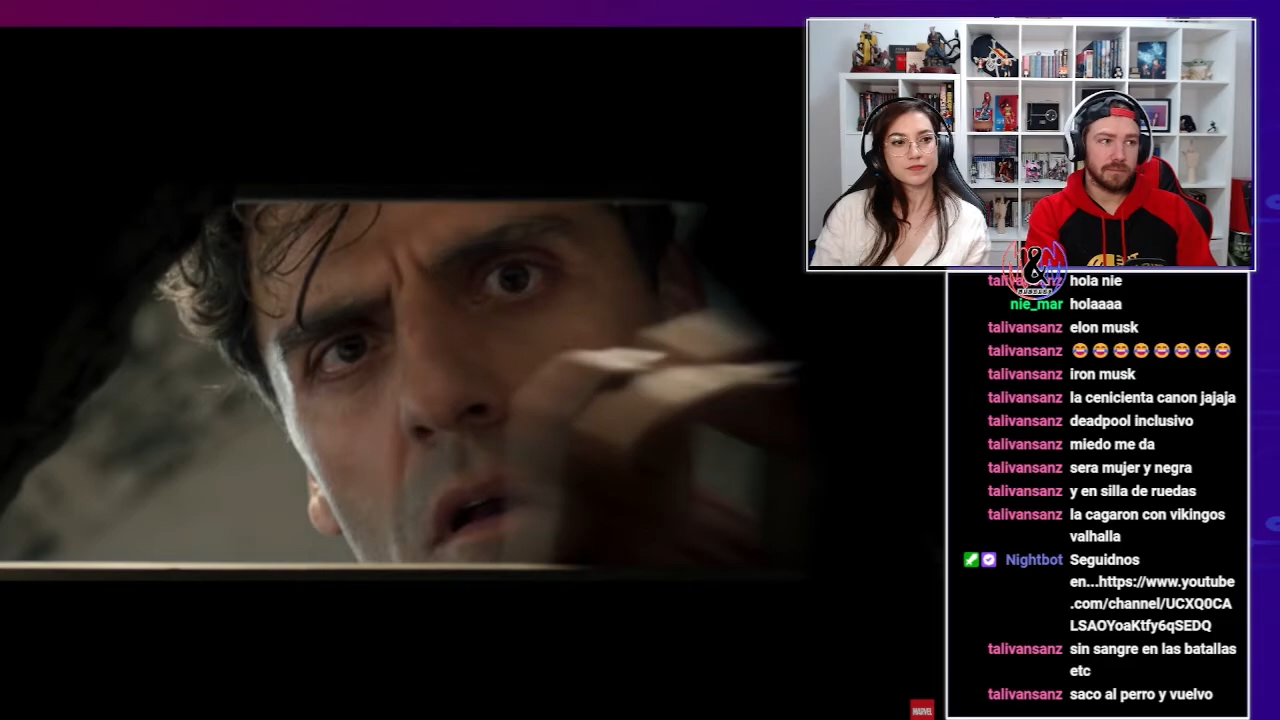 talivansanz hola nie
nie_mar holaaaa
talivansanz elon musk
talivansanz
talivansanz iron musk
talivansanz la cenicienta canon jajaja
talivansanz deadpool inclusivo
talivansanz miedo me da
talivansanz sera mujer y negra
talivansanz y en silla de ruedas
talivansanz la cagaron con vikingos
valhalla
Nightbot Seguidnos
en...https://www.youtube
.com/channel/UCXQ0CA
LSAOYoaKtfy6qSEDQ
talivansanz sin sangre en las batallas
etc
talivansanz saco al perro y vuelvo
MARVEL